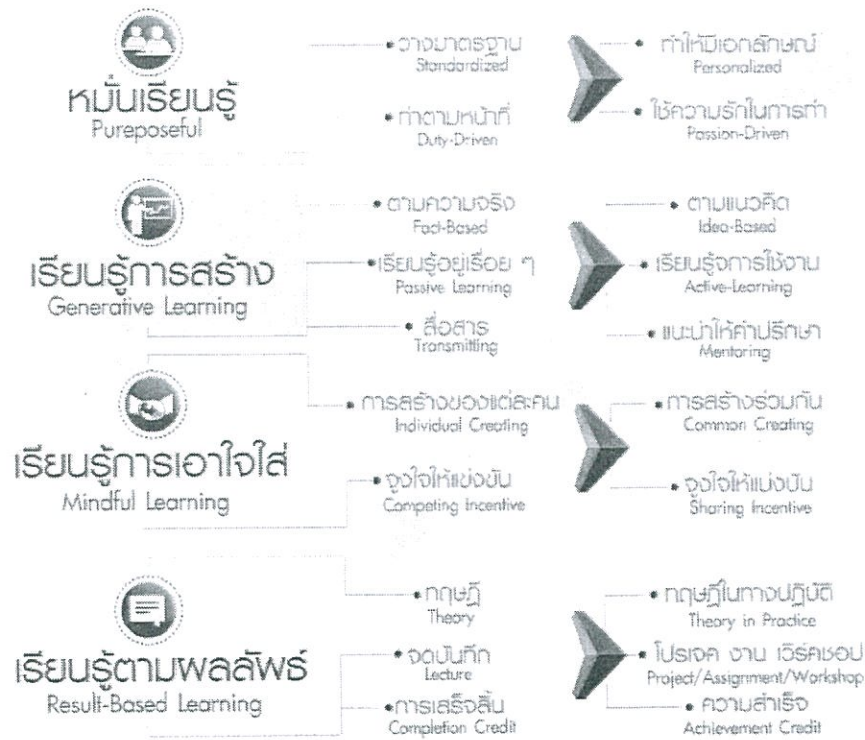 หมั่นเรียนรู้
Pureposeful
• วางมาตรฐาน
Standardized
• ทำตามหน้าที่
Duty-Driven
• ทำให้มีเอกลักษณ์
Personalized
• ใช้ความรักในการทำ
Passion-Driven
เรียนรู้การสร้าง
Generative Learning
• ตามความจริง
Fact-Based
• เรียนรู้อยู่เรื่อย ๆ
Passive Learning
• สื่อสาร
Transmitting
• ตามแนวคิด
Idea-Based
• เรียนรู้จากการใช้งาน
Active-Learning
• แนะนำให้คำปรึกษา
Mentoring
เรียนรู้การเอาใจใส่
Mindful Learning
• การสร้างของแต่ละคน
Individual Creating
• จูงใจให้แข่งขัน
Competing Incentive
• การสร้างร่วมกัน
Common Creating
• จูงใจให้แบ่งปัน
Sharing Incentive
เรียนรู้ตามผลลัพธ์
Result-Based Learning
• ทฤษฎี
Theory
• จดบันทึก
Lecture
• การเสร็จสิ้น
Completion Credit
• ทฤษฎีในทางปฏิบัติ
Theory in Practice
• โปรเจค งาน เวิร์คชอป
Project/Assignment/Workshop
• ความสำเร็จ
Achievement Credit